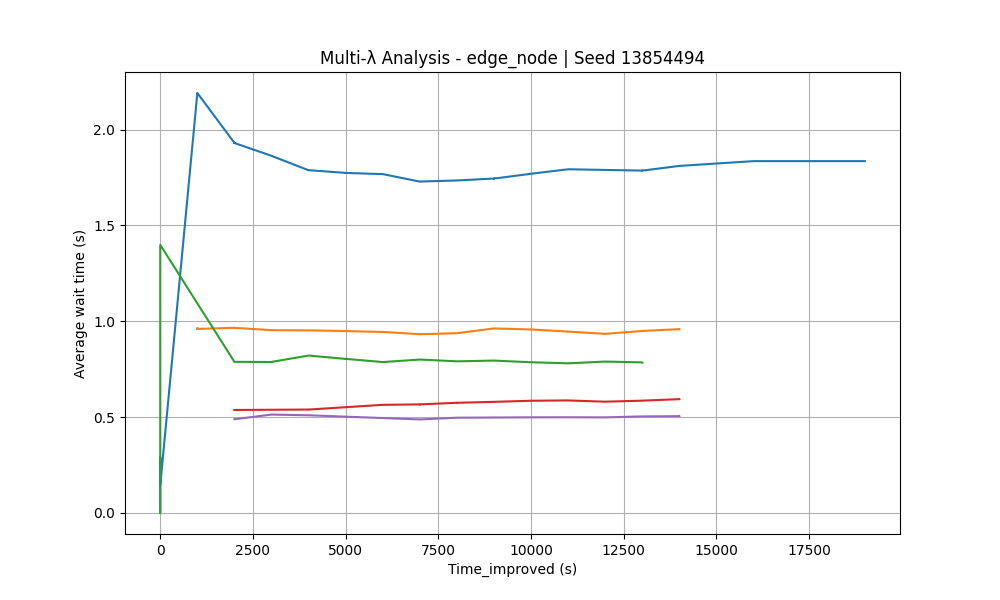 Multi-λ Analysis - edge_node | Seed 13854494
Average wait time (s)
2.0
1.5
1.0
0.5
0.0
0 2500 5000 7500 10000 12500 15000 17500
Time_improved (s)